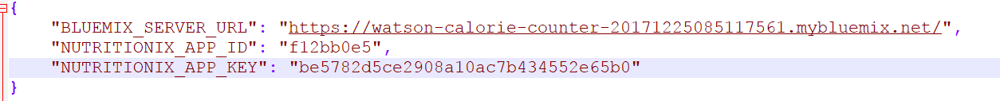 {
"BLUEMIX_SERVER_URL": "https://watson-calorie-counter-20171225085117561.mybluemix.net/",
"NUTRITIONIX_APP_ID": "f12bb0e5",
"NUTRITIONIX_APP_KEY": "be5782d5ce2908a10ac7b434552e65b0"
}